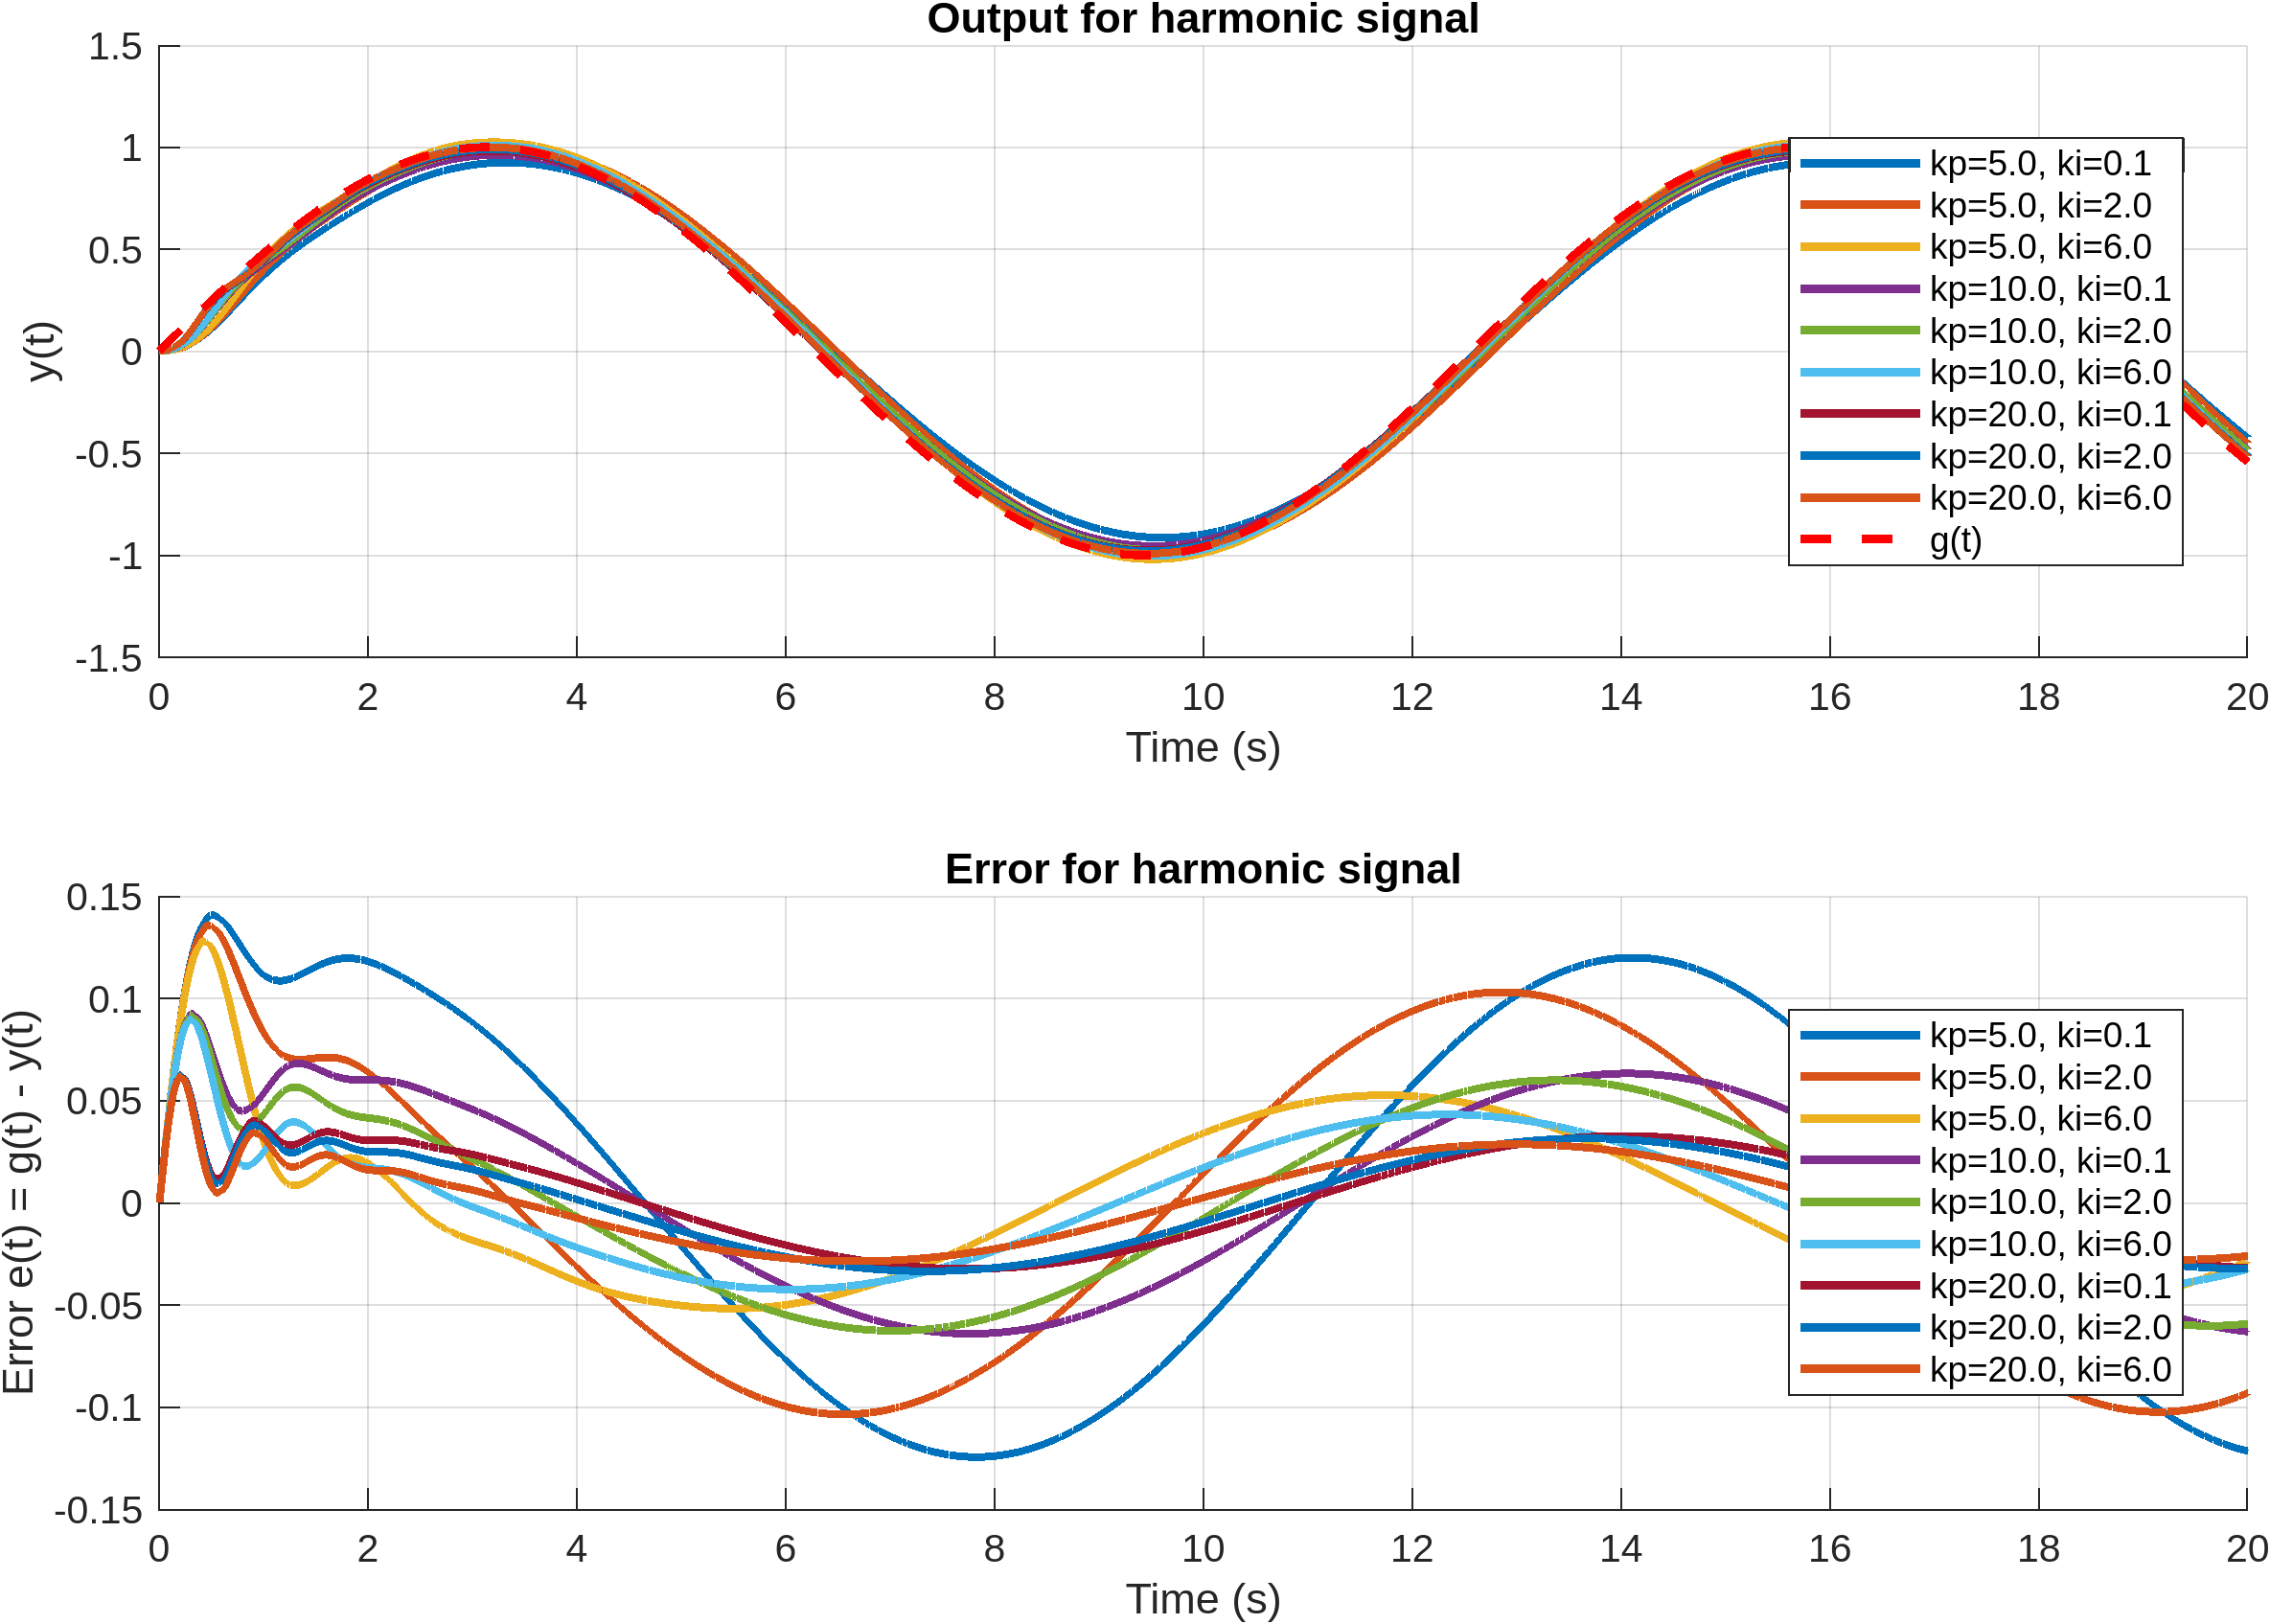 Output for harmonic signal
1.5
1
0.5
0
-0.5
-1
-1.5
y(t)
kp=5.0, ki=0.1
kp=5.0, ki=2.0
kp=5.0, ki=6.0
kp=10.0, ki=0.1
kp=10.0, ki=2.0
kp=10.0, ki=6.0
kp=20.0, ki=0.1
kp=20.0, ki=2.0
kp=20.0, ki=6.0
g(t)
0 2 4 6 8 10 12 14 16 18 20
Time (s)
Error for harmonic signal
0.15
0.1
0.05
0
-0.05
-0.1
-0.15
Error e(t) = g(t) - y(t)
kp=5.0, ki=0.1
kp=5.0, ki=2.0
kp=5.0, ki=6.0
kp=10.0, ki=0.1
kp=10.0, ki=2.0
kp=10.0, ki=6.0
kp=20.0, ki=0.1
kp=20.0, ki=2.0
kp=20.0, ki=6.0
0 2 4 6 8 10 12 14 16 18 20
Time (s)